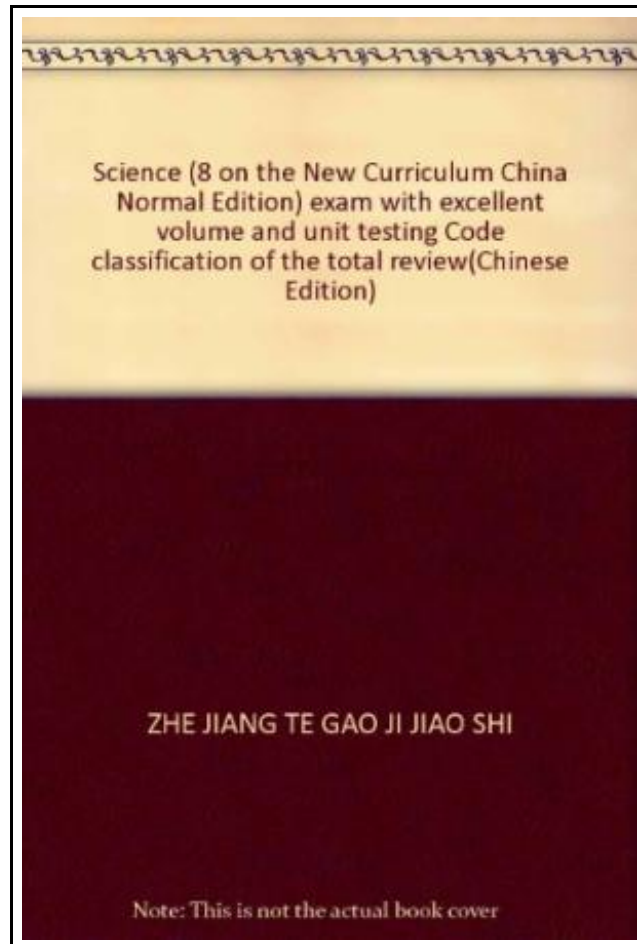 Science (8 on the New Curriculum China
Normal Edition) exam with excellent
volume and unit testing Code
classification of the total review(Chinese
Edition)
ZHE JIANG TE GAO JI JIAO SHI
Note: This is not the actual book cover